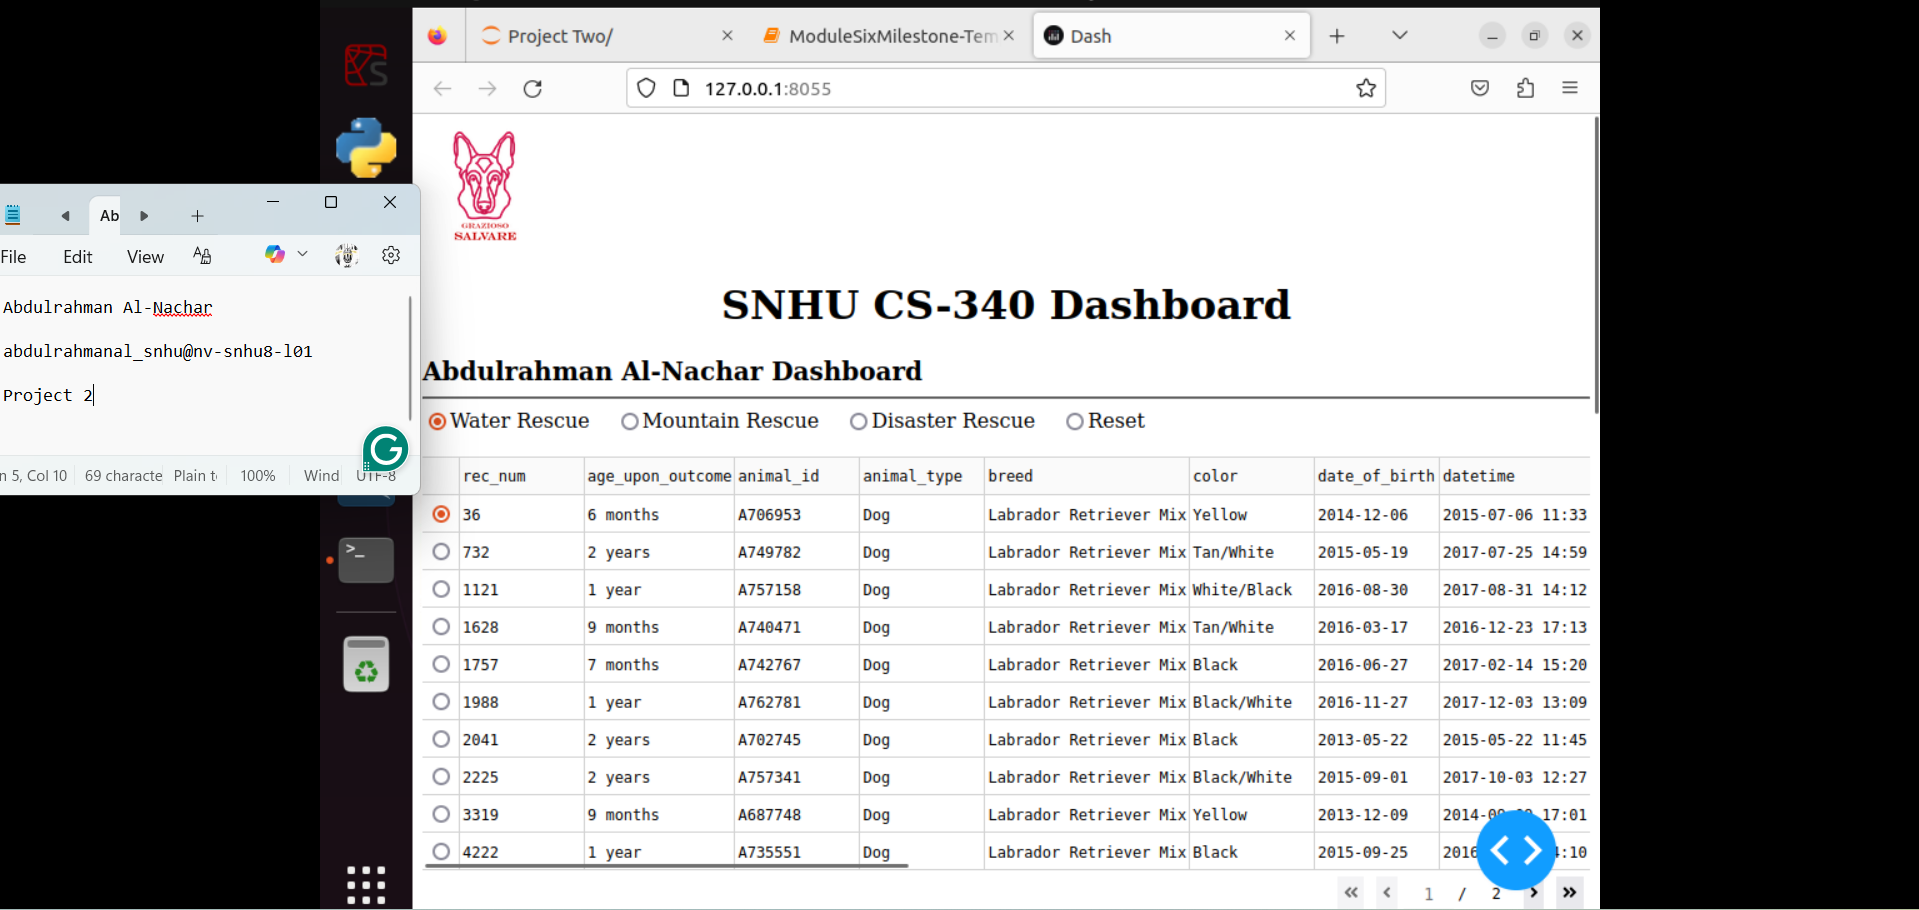 Project Two/
ModuleSixMilestone-Tem
Dash
127.0.0.1:8055
GRAZIOSO
SALVARE
Ab
File Edit View
Abdulrahman Al-Nachar
abdulrahmanal_snhu@nv-snhu8-l01
Project 2
n 5, Col 10 69 characte Plain t 100% Wind UTF-8
SNHU CS-340 Dashboard
Abdulrahman Al-Nachar Dashboard
Water Rescue Mountain Rescue Disaster Rescue Reset
rec_num age_upon_outcome animal_id animal_type breed color date_of_birth datetime
36 6 months A706953 Dog Labrador Retriever Mix Yellow 2014-12-06 2015-07-06 11:33
732 2 years A749782 Dog Labrador Retriever Mix Tan/White 2015-05-19 2017-07-25 14:59
1121 1 year A757158 Dog Labrador Retriever Mix White/Black 2016-08-30 2017-08-31 14:12
1628 9 months A740471 Dog Labrador Retriever Mix Tan/White 2016-03-17 2016-12-23 17:13
1757 7 months A742767 Dog Labrador Retriever Mix Black 2016-06-27 2017-02-14 15:20
1988 1 year A762781 Dog Labrador Retriever Mix Black/White 2016-11-27 2017-12-03 13:09
2041 2 years A702745 Dog Labrador Retriever Mix Black 2013-05-22 2015-05-22 11:45
2225 2 years A757341 Dog Labrador Retriever Mix Black/White 2015-09-01 2017-10-03 12:27
3319 9 months A687748 Dog Labrador Retriever Mix Yellow 2013-12-09 17:01
4222 1 year A735551 Dog Labrador Retriever Mix Black 2015-09-25 2016 :10
1 / 2